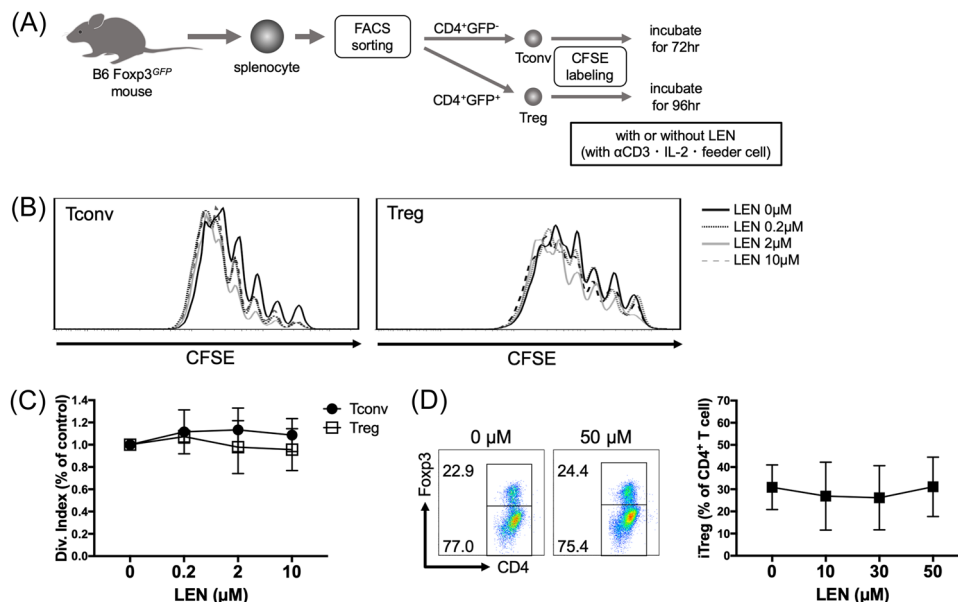 (A)
B6 Foxp3GFP
mouse
splenocyte
FACS
sorting
CD4+GFP-
CD4+GFP+
Tconv
Treg
CFSE
labeling
incubate
for 72hr
incubate
for 96hr
with or without LEN
(with αCD3・IL-2・feeder cell)
(B)
Tconv
CFSE
Treg
CFSE
LEN 0μM
LEN 0.2μM
LEN 2μM
LEN 10μM
(C)
Div. Index (% of control)
1.4
1.2
1.0
0.8
0.6
0.4
0.2
0.0
0 0.2 2 10
LEN (μM)
Tconv
Treg
(D)
0 μM
50 μM
22.9
77.0
24.4
75.4
Foxp3
CD4
iTreg (% of CD4+ T cell)
70
60
50
40
30
20
10
0
0 10 30 50
LEN (μM)